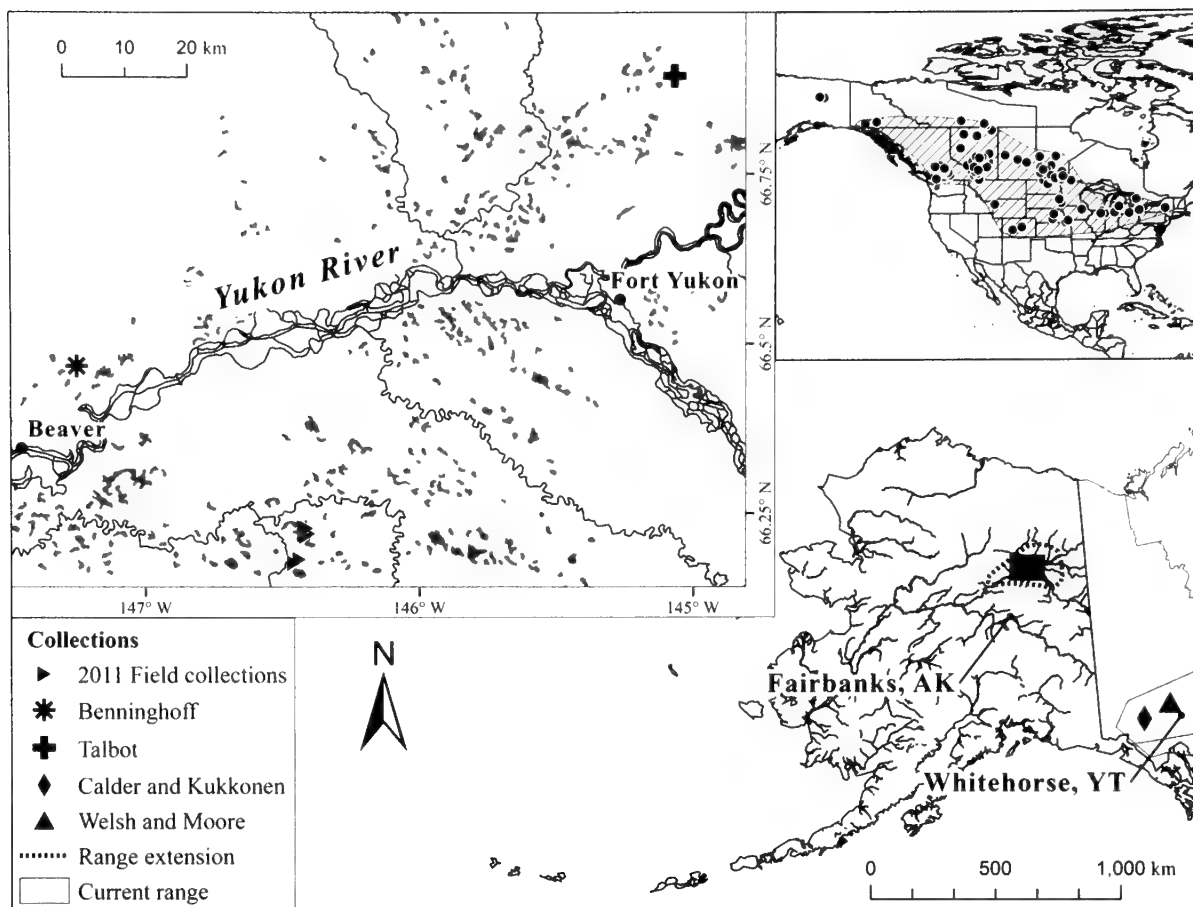 0 10 20 km
66.75° N
Yukon River
Fort Yukon
66.5° N
Beaver
66.25° N
147° W
146° W
145° W
Collections
2011 Field collections
Benninghoff
Talbot
Calder and Kukkonen
Welsh and Moore
Range extension
Current range
N
Fairbanks, AK
Whitehorse, YT
0 500 1,000 km